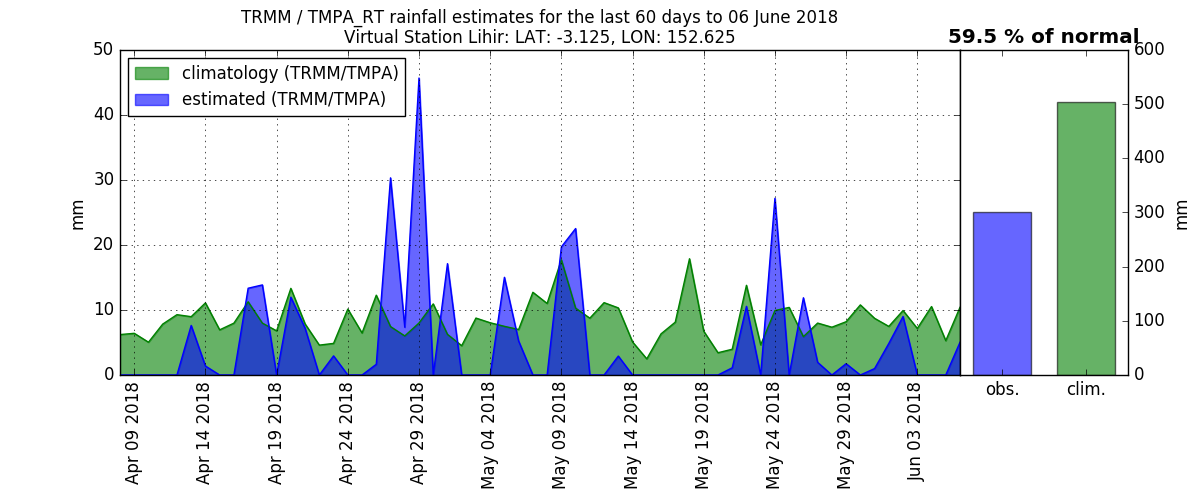 TRMM / TMPA_RT rainfall estimates for the last 60 days to 06 June 2018
Virtual Station Lihir: LAT: -3.125, LON: 152.625
59.5 % of normal
climatology (TRMM/TMPA)
estimated (TRMM/TMPA)
50
40
30
20
10
0
mm
Apr 09 2018
Apr 14 2018
Apr 19 2018
Apr 24 2018
Apr 29 2018
May 04 2018
May 09 2018
May 14 2018
May 19 2018
May 24 2018
May 29 2018
Jun 03 2018
600
500
400
300
200
100
0
mm
obs.
clim.